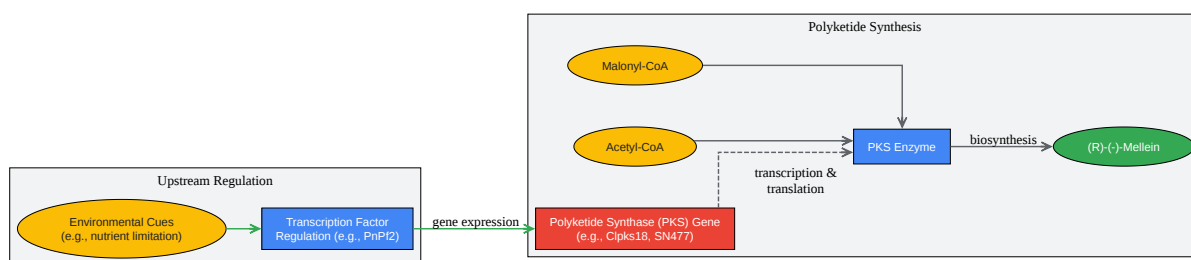 Polyketide Synthesis
Malonyl-CoA
Acetyl-CoA
PKS Enzyme
biosynthesis
(R)-(-)-Mellein
transcription &
translation
Upstream Regulation
Environmental Cues
(e.g., nutrient limitation)
Transcription Factor
Regulation (e.g., PnPf2)
gene expression
Polyketide Synthase (PKS) Gene
(e.g., Clpks18, SN477)